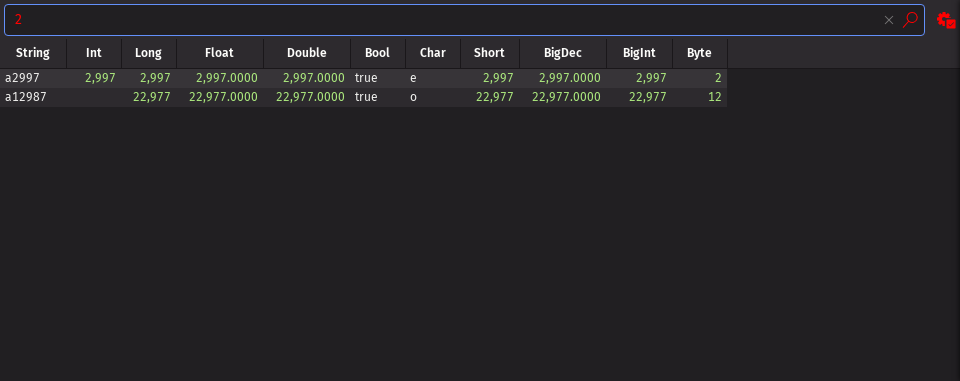 2
String Int Long Float Double Bool Char Short BigDec BigInt Byte
a2997 2,997 2,997 2,997.0000 2,997.0000 true e 2,997 2,997.0000 2,997 2
a12987 22,977 22,977.0000 22,977.0000 true o 22,977 22,977.0000 22,977 12